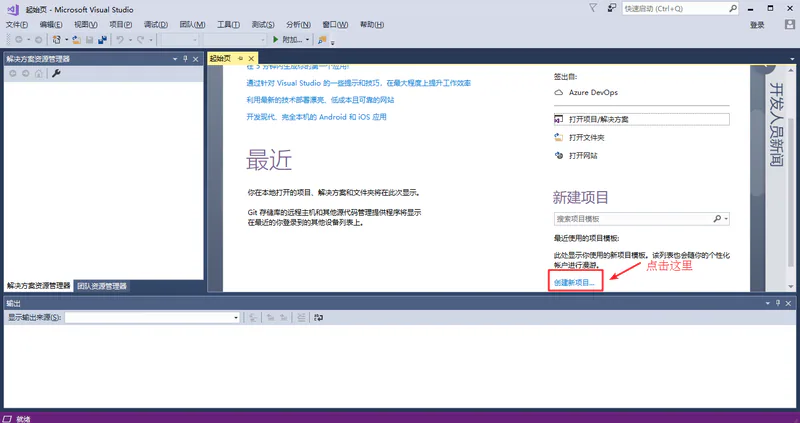 起始页 - Microsoft Visual Studio
快速启动 (Ctrl+Q)
文件(F) 编辑(E) 视图(V) 项目(P) 调试(D) 团队(M) 工具(T) 测试(S) 分析(N) 窗口(W) 帮助(H)
登录
附加...
解决方案资源管理器
起始页
在 5 分钟内生成你的第一个应用!
通过针对 Visual Studio 的一些提示和技巧，在最大程度上提升工作效率
利用最新的技术部署漂亮、低成本且可靠的网站
开发现代、完全本机的 Android 和 iOS 应用
最近
你在本地打开的项目、解决方案和文件夹将在此次显示。
Git 存储库的远程主机和其他源代码管理提供程序将显示
在最近的你登录到的其他设备列表上。
签出自:
Azure DevOps
打开项目/解决方案
打开文件夹
打开网站
新建项目
搜索项目模板
最近使用的项目模板:
此处显示你使用的新项目模板。该列表也会随你的个性化
帐户进行漫游。
创建新项目...
点击这里
开发人员新闻
解决方案资源管理器 团队资源管理器
输出
显示输出来源(S):
就绪